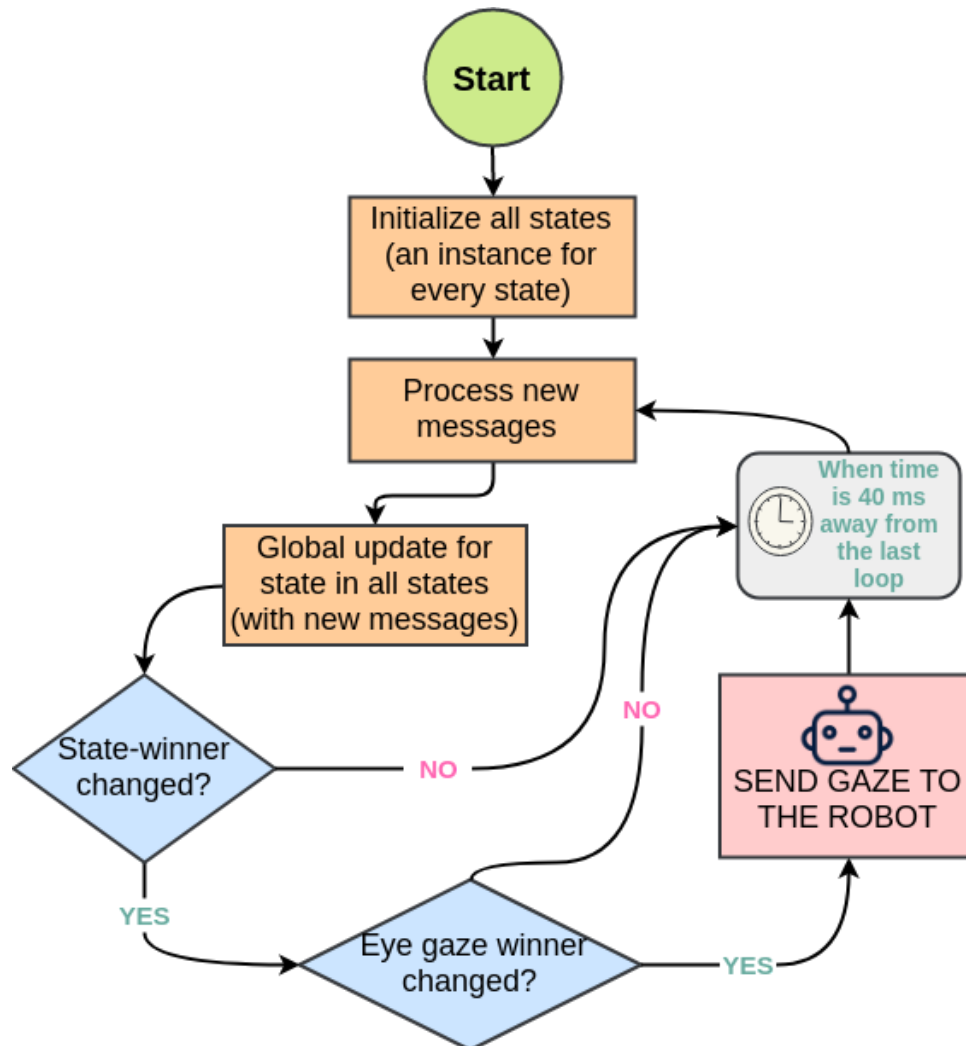 Start
Initialize all states
(an instance for
every state)
Process new
messages
When time
is 40 ms
away from
the last
loop
Global update for
state in all states
(with new messages)
State-winner
changed?
NO
NO
SEND GAZE TO
THE ROBOT
YES
Eye gaze winner
changed?
YES